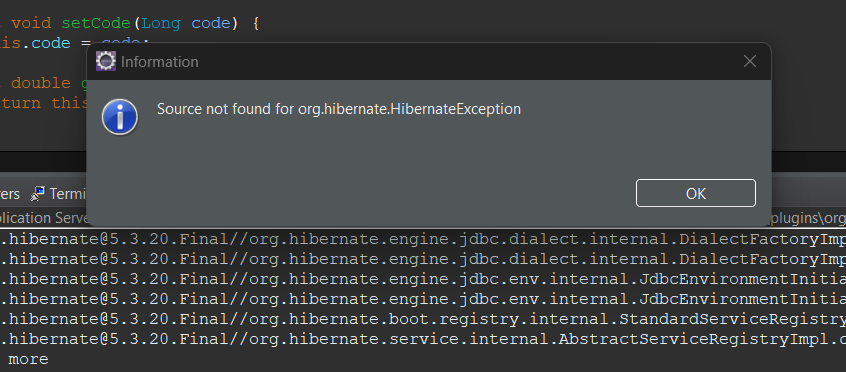 void setCode(Long code) {
is.code = code;
Information
double g
turn this
Source not found for org.hibernate.HibernateException
OK
ers Termi
plication Serve plugins\org
.hibernate@5.3.20.Final//org.hibernate.engine.jdbc.dialect.internal.DialectFactoryImp
.hibernate@5.3.20.Final//org.hibernate.engine.jdbc.dialect.internal.DialectFactoryImp
.hibernate@5.3.20.Final//org.hibernate.engine.jdbc.env.internal.JdbcEnvironmentInitia
.hibernate@5.3.20.Final//org.hibernate.engine.jdbc.env.internal.JdbcEnvironmentInitia
.hibernate@5.3.20.Final//org.hibernate.boot.registry.internal.StandardServiceRegistry
.hibernate@5.3.20.Final//org.hibernate.service.internal.AbstractServiceRegistryImpl.c
more